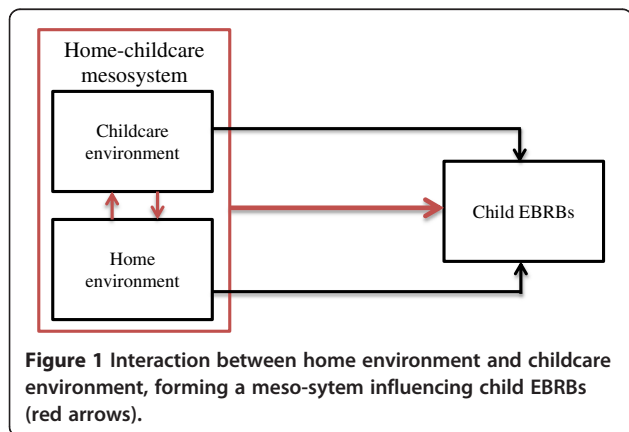 Home-childcare
mesosystem
Childcare
environment
Child EBRBs
Home
environment
Figure 1 Interaction between home environment and childcare
environment, forming a meso-sytem influencing child EBRBs
(red arrows).